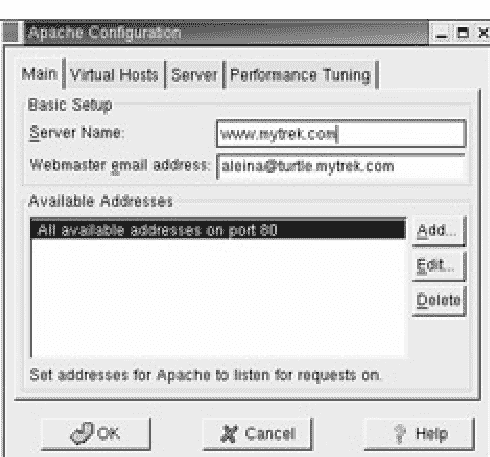 Apache Configuration
Main Virtual Hosts Server Performance Tuning
Basic Setup
Server Name: www.mytrek.com
Webmaster email address: aleina@turtle.mytrek.com
Available Addresses
All available addresses on port 80
Add...
Edit...
Delete
Set addresses for Apache to listen for requests on.
OK Cancel Help